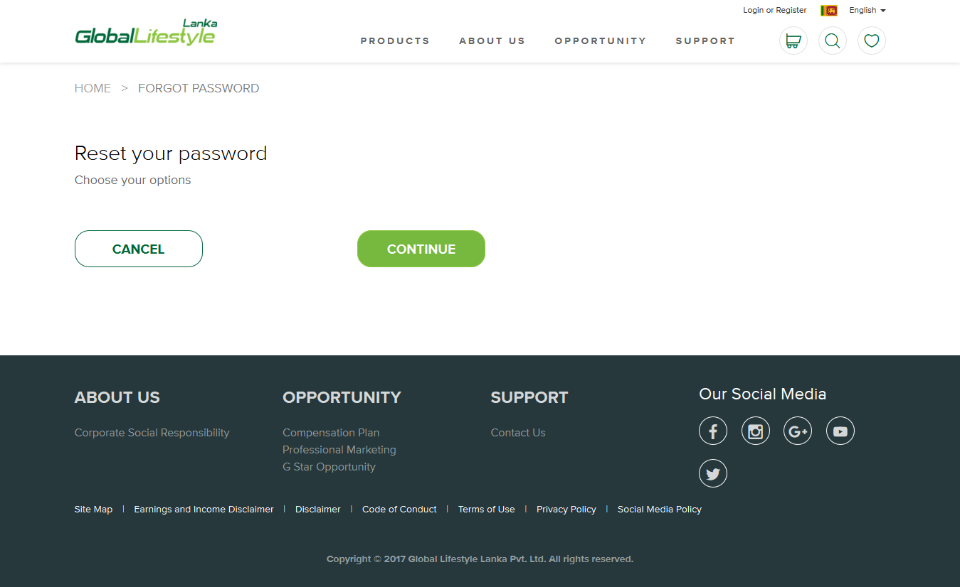 Login or Register English
Lanka
GlobalLifestyle
PRODUCTS ABOUT US OPPORTUNITY SUPPORT
HOME > FORGOT PASSWORD
Reset your password
Choose your options
CANCEL CONTINUE
ABOUT US OPPORTUNITY SUPPORT Our Social Media
Corporate Social Responsibility Compensation Plan Contact Us
Professional Marketing
G Star Opportunity
Site Map | Earnings and Income Disclaimer | Disclaimer | Code of Conduct | Terms of Use | Privacy Policy | Social Media Policy
Copyright © 2017 Global Lifestyle Lanka Pvt. Ltd. All rights reserved.